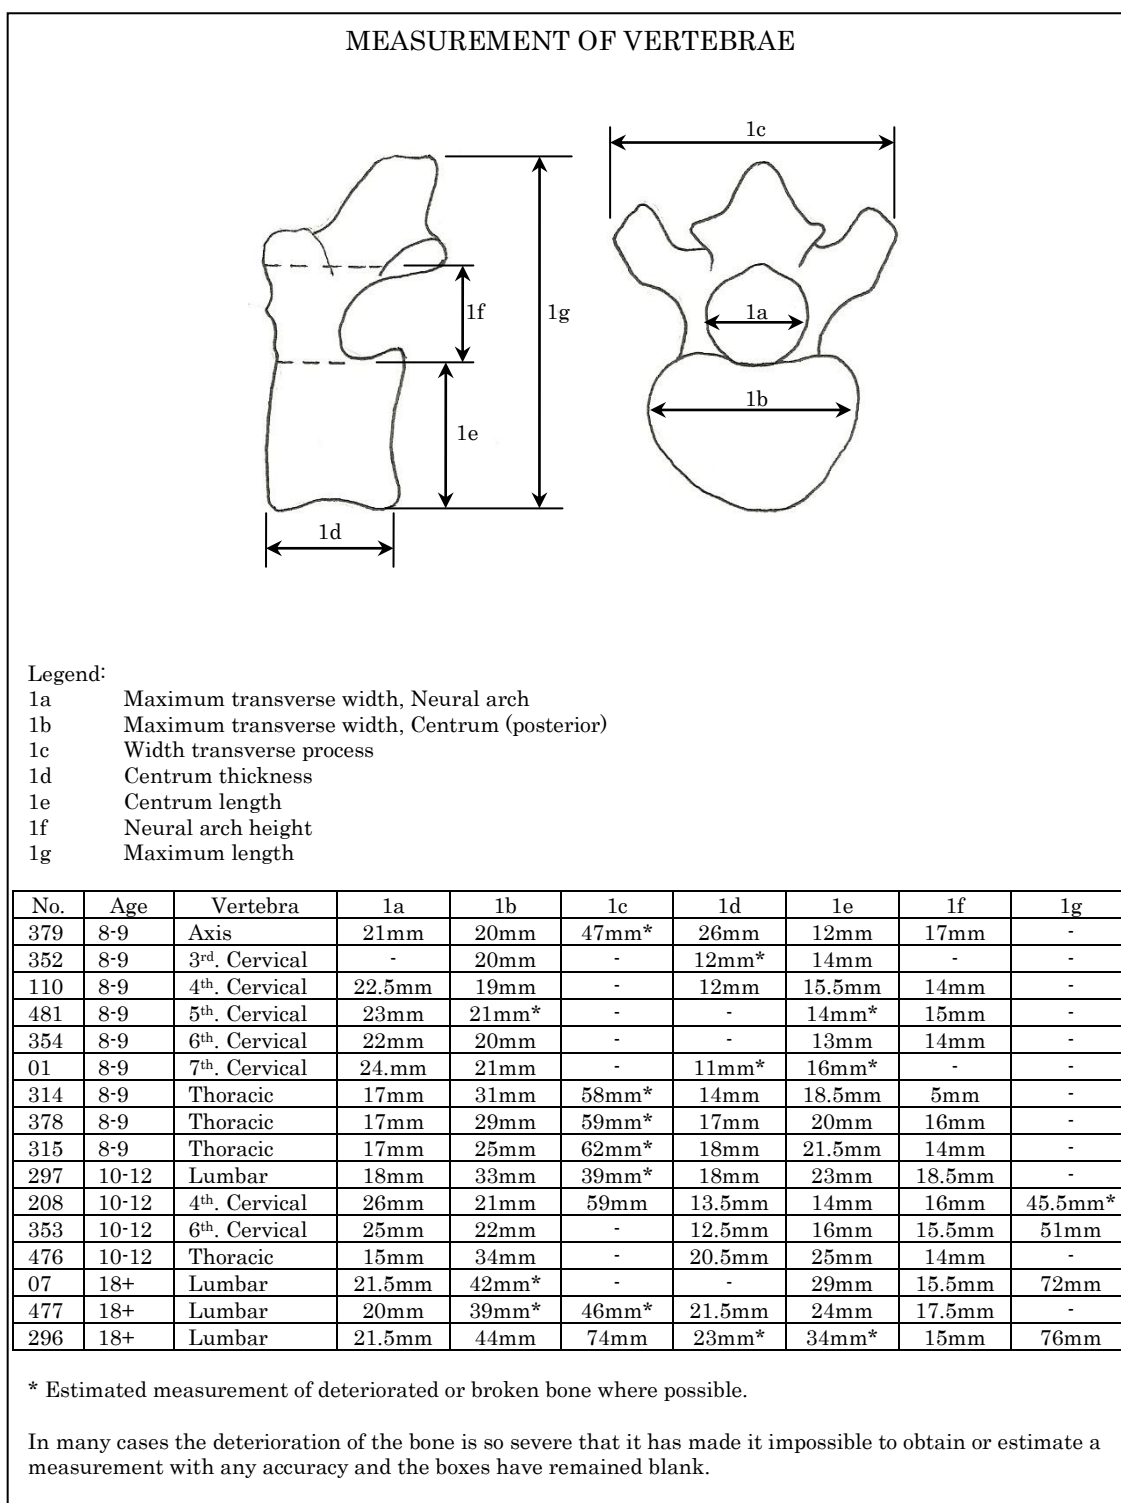 MEASUREMENT OF VERTEBRAE
1c
1f
1g
1a
1b
1e
1d
Legend:
1a Maximum transverse width, Neural arch
1b Maximum transverse width, Centrum (posterior)
1c Width transverse process
1d Centrum thickness
1e Centrum length
1f Neural arch height
1g Maximum length
No. Age Vertebra 1a 1b 1c 1d 1e 1f 1g
379 8-9 Axis 21mm 20mm 47mm* 26mm 12mm 17mm -
352 8-9 3rd. Cervical - 20mm - 12mm* 14mm - -
110 8-9 4th. Cervical 22.5mm 19mm - 12mm 15.5mm 14mm -
481 8-9 5th. Cervical 23mm 21mm* - - 14mm* 15mm -
354 8-9 6th. Cervical 22mm 20mm - - 13mm 14mm -
01 8-9 7th. Cervical 24.mm 21mm - 11mm* 16mm* - -
314 8-9 Thoracic 17mm 31mm 58mm* 14mm 18.5mm 5mm -
378 8-9 Thoracic 17mm 29mm 59mm* 17mm 20mm 16mm -
315 8-9 Thoracic 17mm 25mm 62mm* 18mm 21.5mm 14mm -
297 10-12 Lumbar 18mm 33mm 39mm* 18mm 23mm 18.5mm -
208 10-12 4th. Cervical 26mm 21mm 59mm 13.5mm 14mm 16mm 45.5mm*
353 10-12 6th. Cervical 25mm 22mm - 12.5mm 16mm 15.5mm 51mm
476 10-12 Thoracic 15mm 34mm - 20.5mm 25mm 14mm -
07 18+ Lumbar 21.5mm 42mm* - - 29mm 15.5mm 72mm
477 18+ Lumbar 20mm 39mm* 46mm* 21.5mm 24mm 17.5mm -
296 18+ Lumbar 21.5mm 44mm 74mm 23mm* 34mm* 15mm 76mm
* Estimated measurement of deteriorated or broken bone where possible.
In many cases the deterioration of the bone is so severe that it has made it impossible to obtain or estimate a
measurement with any accuracy and the boxes have remained blank.